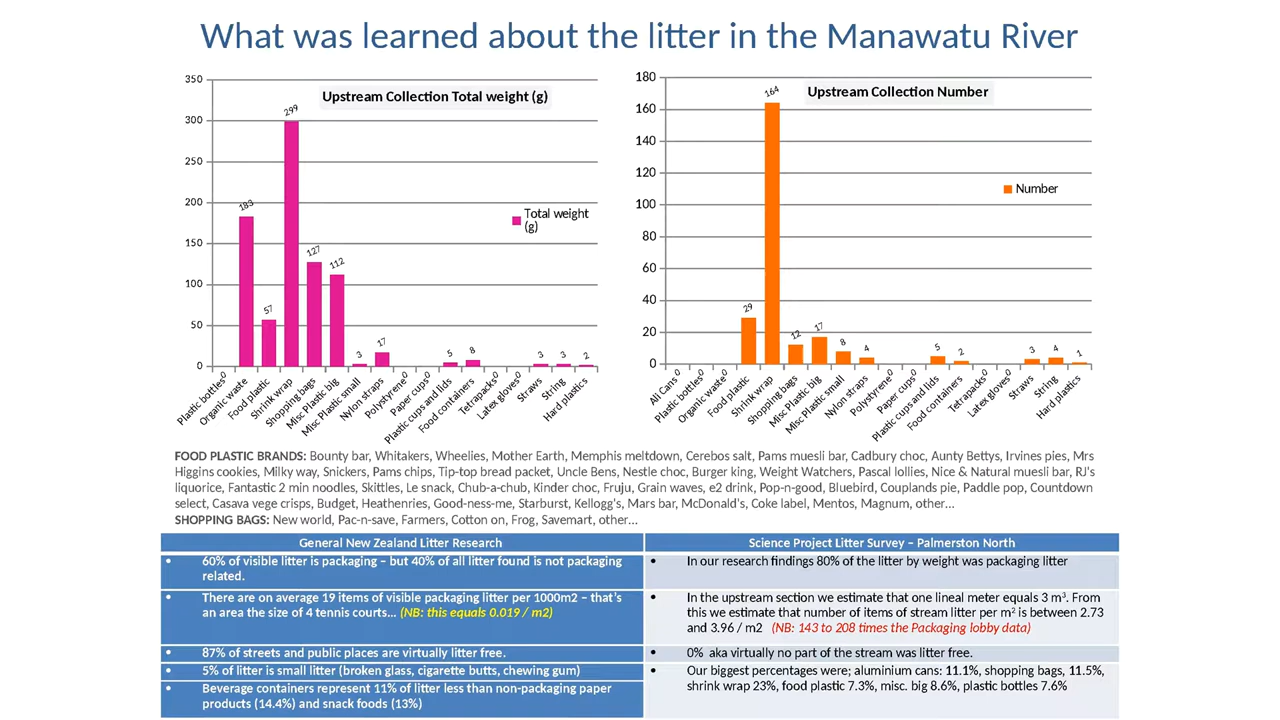 What was learned about the litter in the Manawatu River
Upstream Collection Total weight (g)
350
300
250
200
150
100
50
0
183
57
299
127
112
3
17
0
0
0
5
8
0
0
3
3
2
Total weight
(g)
Plastic bottles
Organic waste
Food plastic
Shrink wrap
Shopping bags
Misc Plastic big
Misc Plastic small
Nylon straps
Polystyrene
Paper cups
Plastic cups and lids
Food containers
Tetrapacks
Latex gloves
Straws
String
Hard plastics
Upstream Collection Number
180
160
140
120
100
80
60
40
20
0
0
0
0
29
164
12
17
8
4
0
0
5
2
0
0
3
4
1
Number
All Cans
Plastic bottles
Organic waste
Food plastic
Shrink wrap
Shopping bags
Misc Plastic big
Misc Plastic small
Nylon straps
Polystyrene
Paper cups
Plastic cups and lids
Food containers
Tetrapacks
Latex gloves
Straws
String
Hard plastics
FOOD PLASTIC BRANDS: Bounty bar, Whitakers, Wheelies, Mother Earth, Memphis meltdown, Cerebos salt, Pams muesli bar, Cadbury choc, Aunty Bettys, Irvines pies, Mrs
Higgins cookies, Milky way, Snickers, Pams chips, Tip-top bread packet, Uncle Bens, Nestle choc, Burger king, Weight Watchers, Pascal lollies, Nice & Natural muesli bar, RJ's
liquorice, Fantastic 2 min noodles, Skittles, Le snack, Chub-a-chub, Kinder choc, Fruju, Grain waves, e2 drink, Pop-n-good, Bluebird, Couplands pie, Paddle pop, Countdown
select, Casava vege crisps, Budget, Heathenries, Good-ness-me, Starburst, Kellogg's, Mars bar, McDonald's, Coke label, Mentos, Magnum, other...
SHOPPING BAGS: New world, Pac-n-save, Farmers, Cotton on, Frog, Savemart, other...
General New Zealand Litter Research
Science Project Litter Survey – Palmerston North
• 60% of visible litter is packaging – but 40% of all litter found is not packaging
related.
• In our research findings 80% of the litter by weight was packaging litter
• There are on average 19 items of visible packaging litter per 1000m2 – that's
an area the size of 4 tennis courts... (NB: this equals 0.019 / m2)
• In the upstream section we estimate that one lineal meter equals 3 m³. From
this we estimate that number of items of stream litter per m² is between 2.73
and 3.96 / m2 (NB: 143 to 208 times the Packaging lobby data)
• 87% of streets and public places are virtually litter free.
• 0% aka virtually no part of the stream was litter free.
• 5% of litter is small litter (broken glass, cigarette butts, chewing gum)
• Our biggest percentages were; aluminium cans: 11.1%, shopping bags, 11.5%,
shrink wrap 23%, food plastic 7.3%, misc. big 8.6%, plastic bottles 7.6%
• Beverage containers represent 11% of litter less than non-packaging paper
products (14.4%) and snack foods (13%)